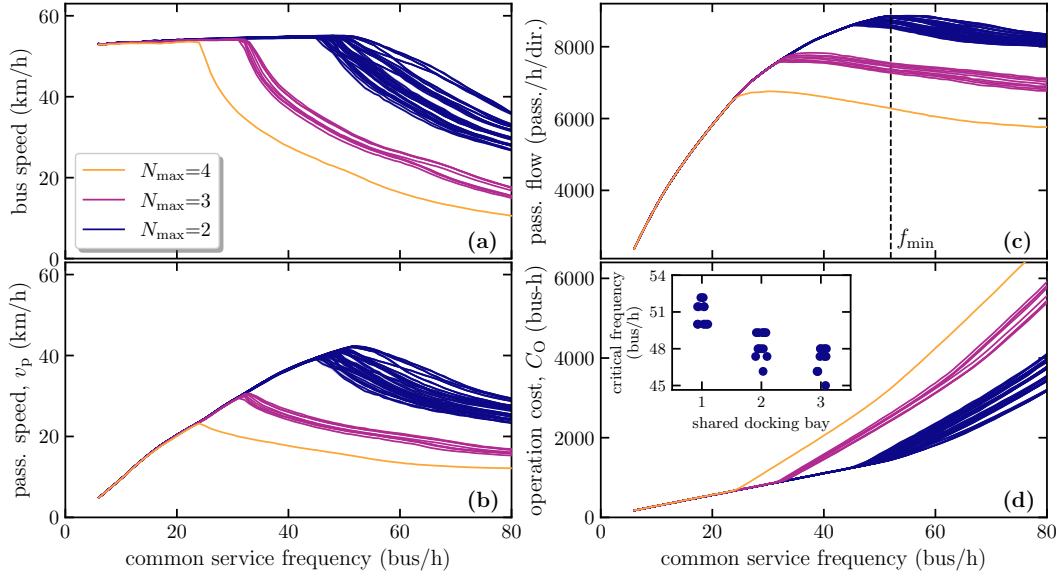 60
40
20
0
bus speed (km/h)
N_max=4
N_max=3
N_max=2
(a)
8000
6000
4000
pass. flow (pass./h/dir.)
f_min
(c)
60
40
20
0
pass. speed, v_p (km/h)
(b)
0 20 40 60 80
common service frequency (bus/h)
6000
4000
2000
0
operation cost, C_O (bus-h)
54
51
48
45
critical frequency
(bus/h)
1 2 3
shared docking bay
(d)
0 20 40 60 80
common service frequency (bus/h)